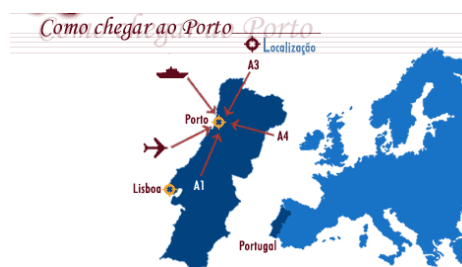 Como chegar ao Porto
Localização
A3
Porto
A4
Lisboa
A1
Portugal